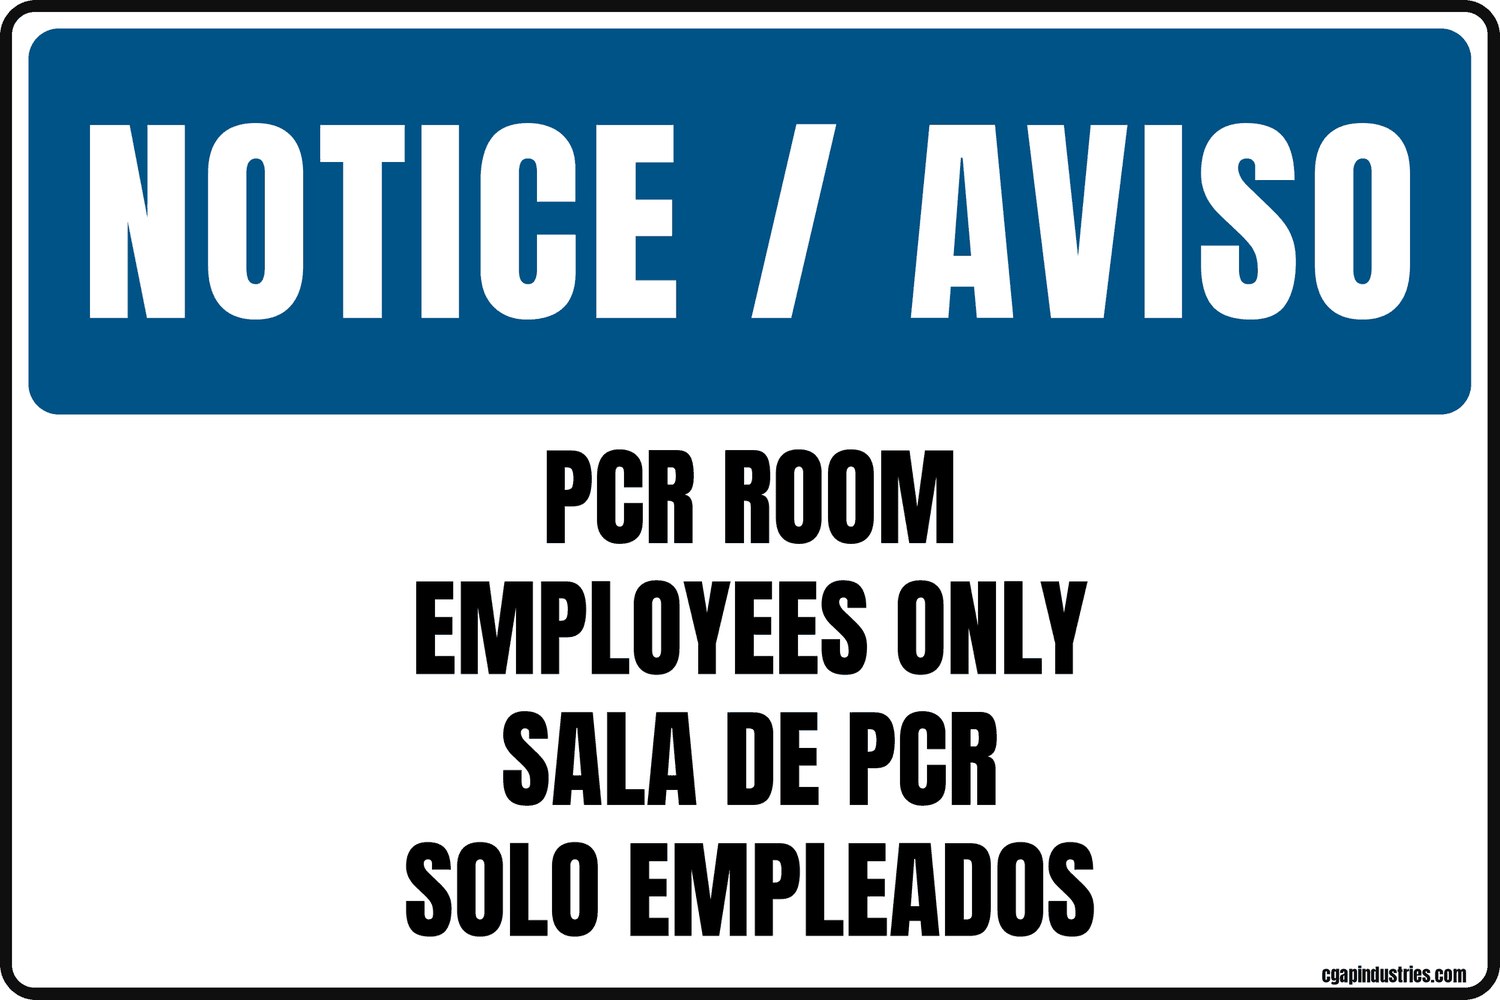 NOTICE / AVISO
PCR ROOM
EMPLOYEES ONLY
SALA DE PCR
SOLO EMPLEADOS
cgapindustries.com